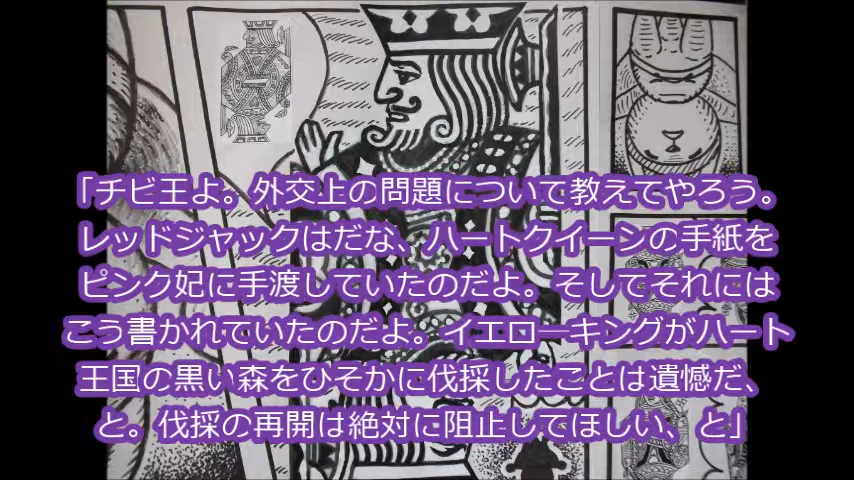 「チビ王よ。外交上の問題について教えてやろう。
レッドジャックはだな、ハートクイーンの手紙を
ピンク妃に手渡していたのだよ。そしてそれには
こう書かれていたのだよ。イエローキングがハート
王国の黒い森をひそかに伐採したことは遺憾だ、
と。伐採の再開は絶対に阻止してほしい、と」